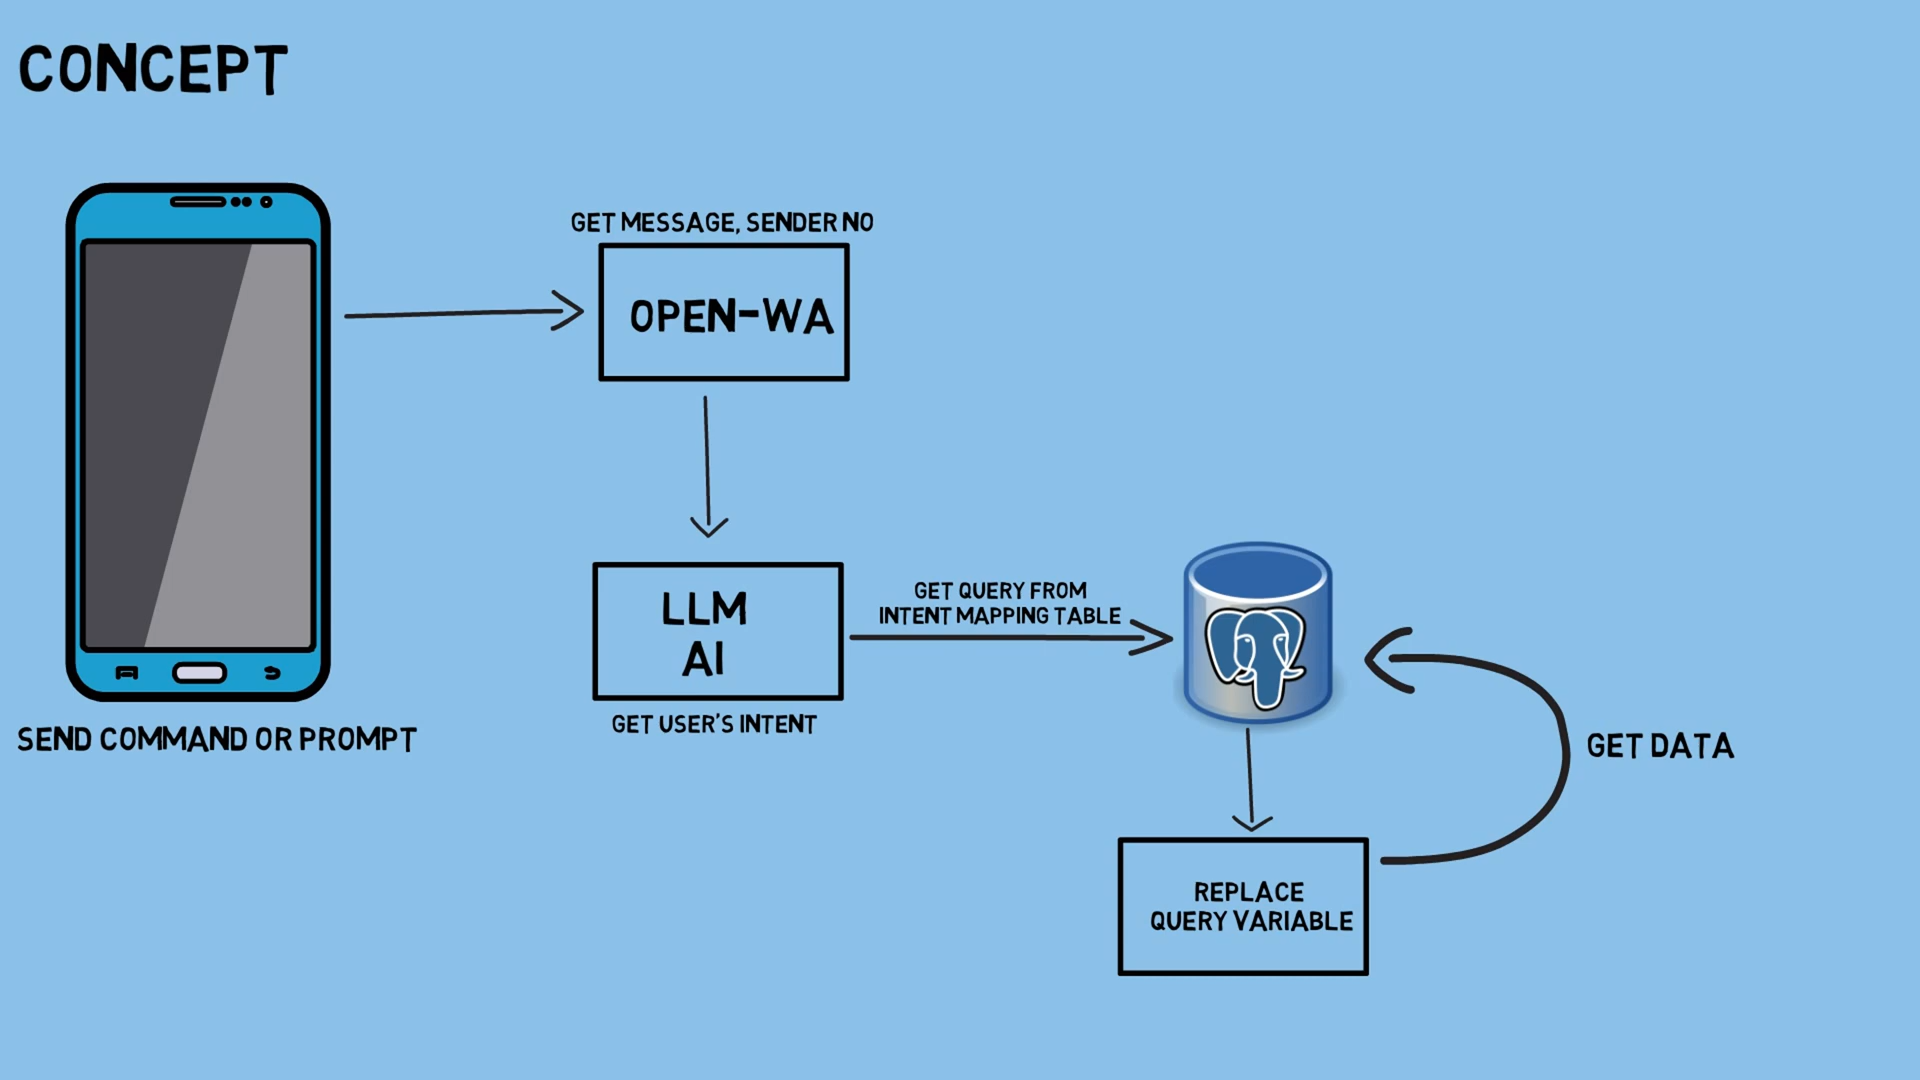 CONCEPT
GET MESSAGE, SENDER NO
OPEN-WA
LLM
AI
GET QUERY FROM
INTENT MAPPING TABLE
GET USER'S INTENT
SEND COMMAND OR PROMPT
GET DATA
REPLACE
QUERY VARIABLE